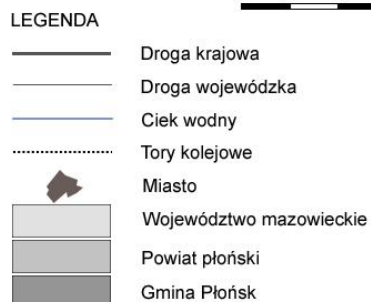 LEGENDA
Droga krajowa
Droga wojewódzka
Ciek wodny
Tory kolejowe
Miasto
Województwo mazowieckie
Powiat płoński
Gmina Płońsk